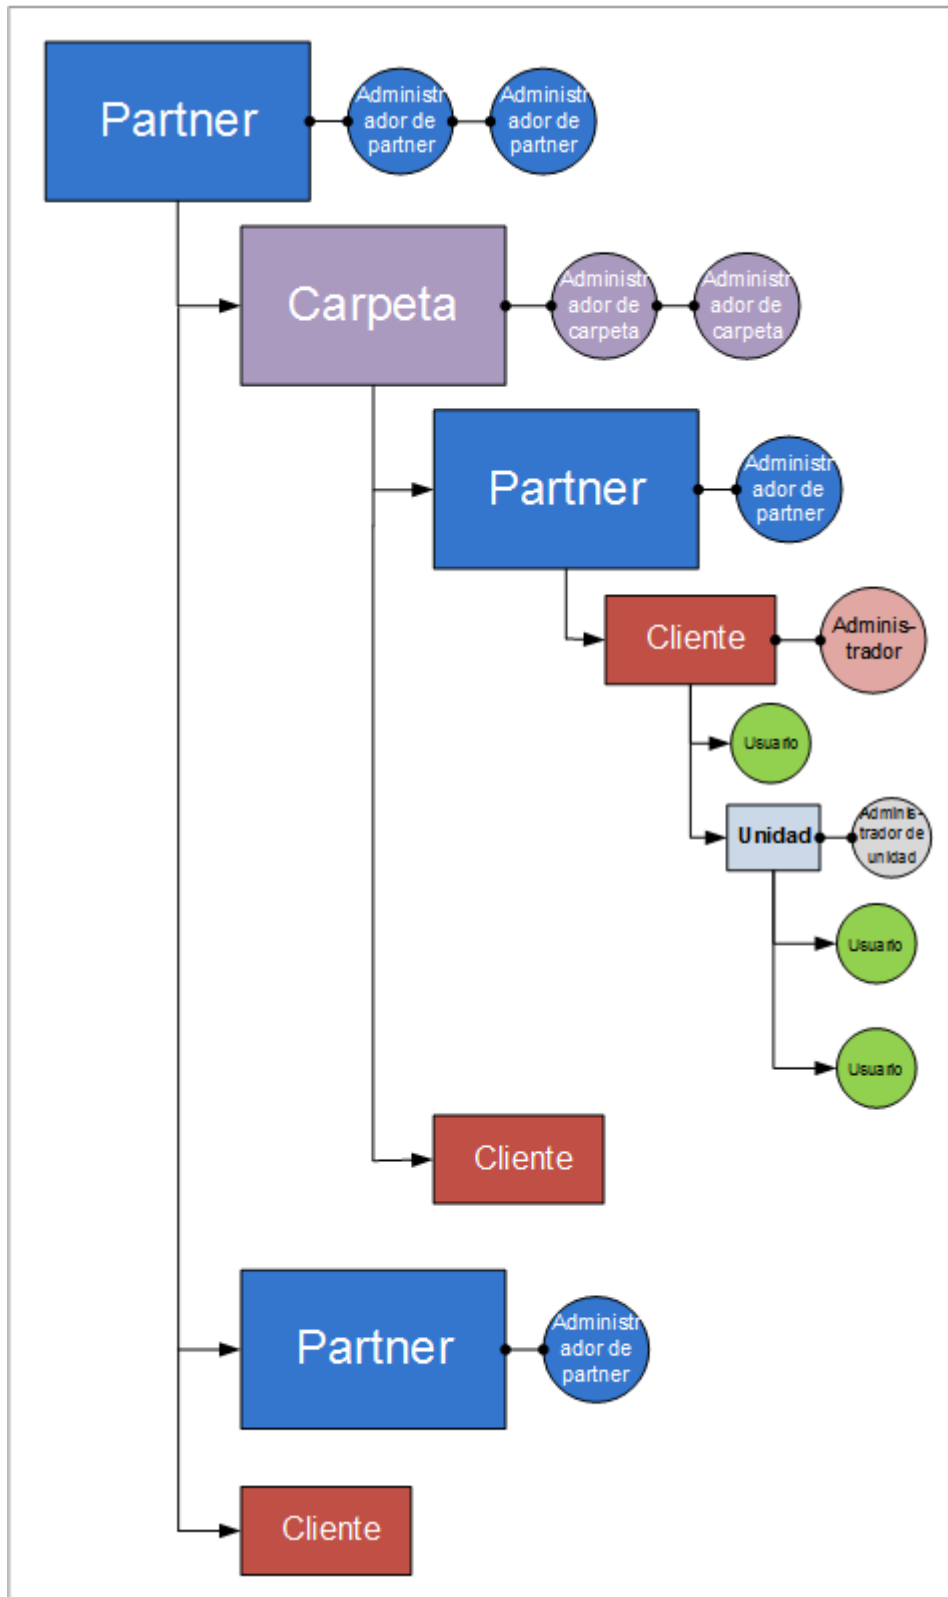 Partner
Administr
ador de
partner
Administr
ador de
partner
Carpeta
Administr
ador de
carpeta
Administr
ador de
carpeta
Partner
Administr
ador de
partner
Cliente
Adminis-
trador
Usuario
Unidad
Adminis-
trador de
unidad
Usuario
Usuario
Cliente
Partner
Administr
ador de
partner
Cliente